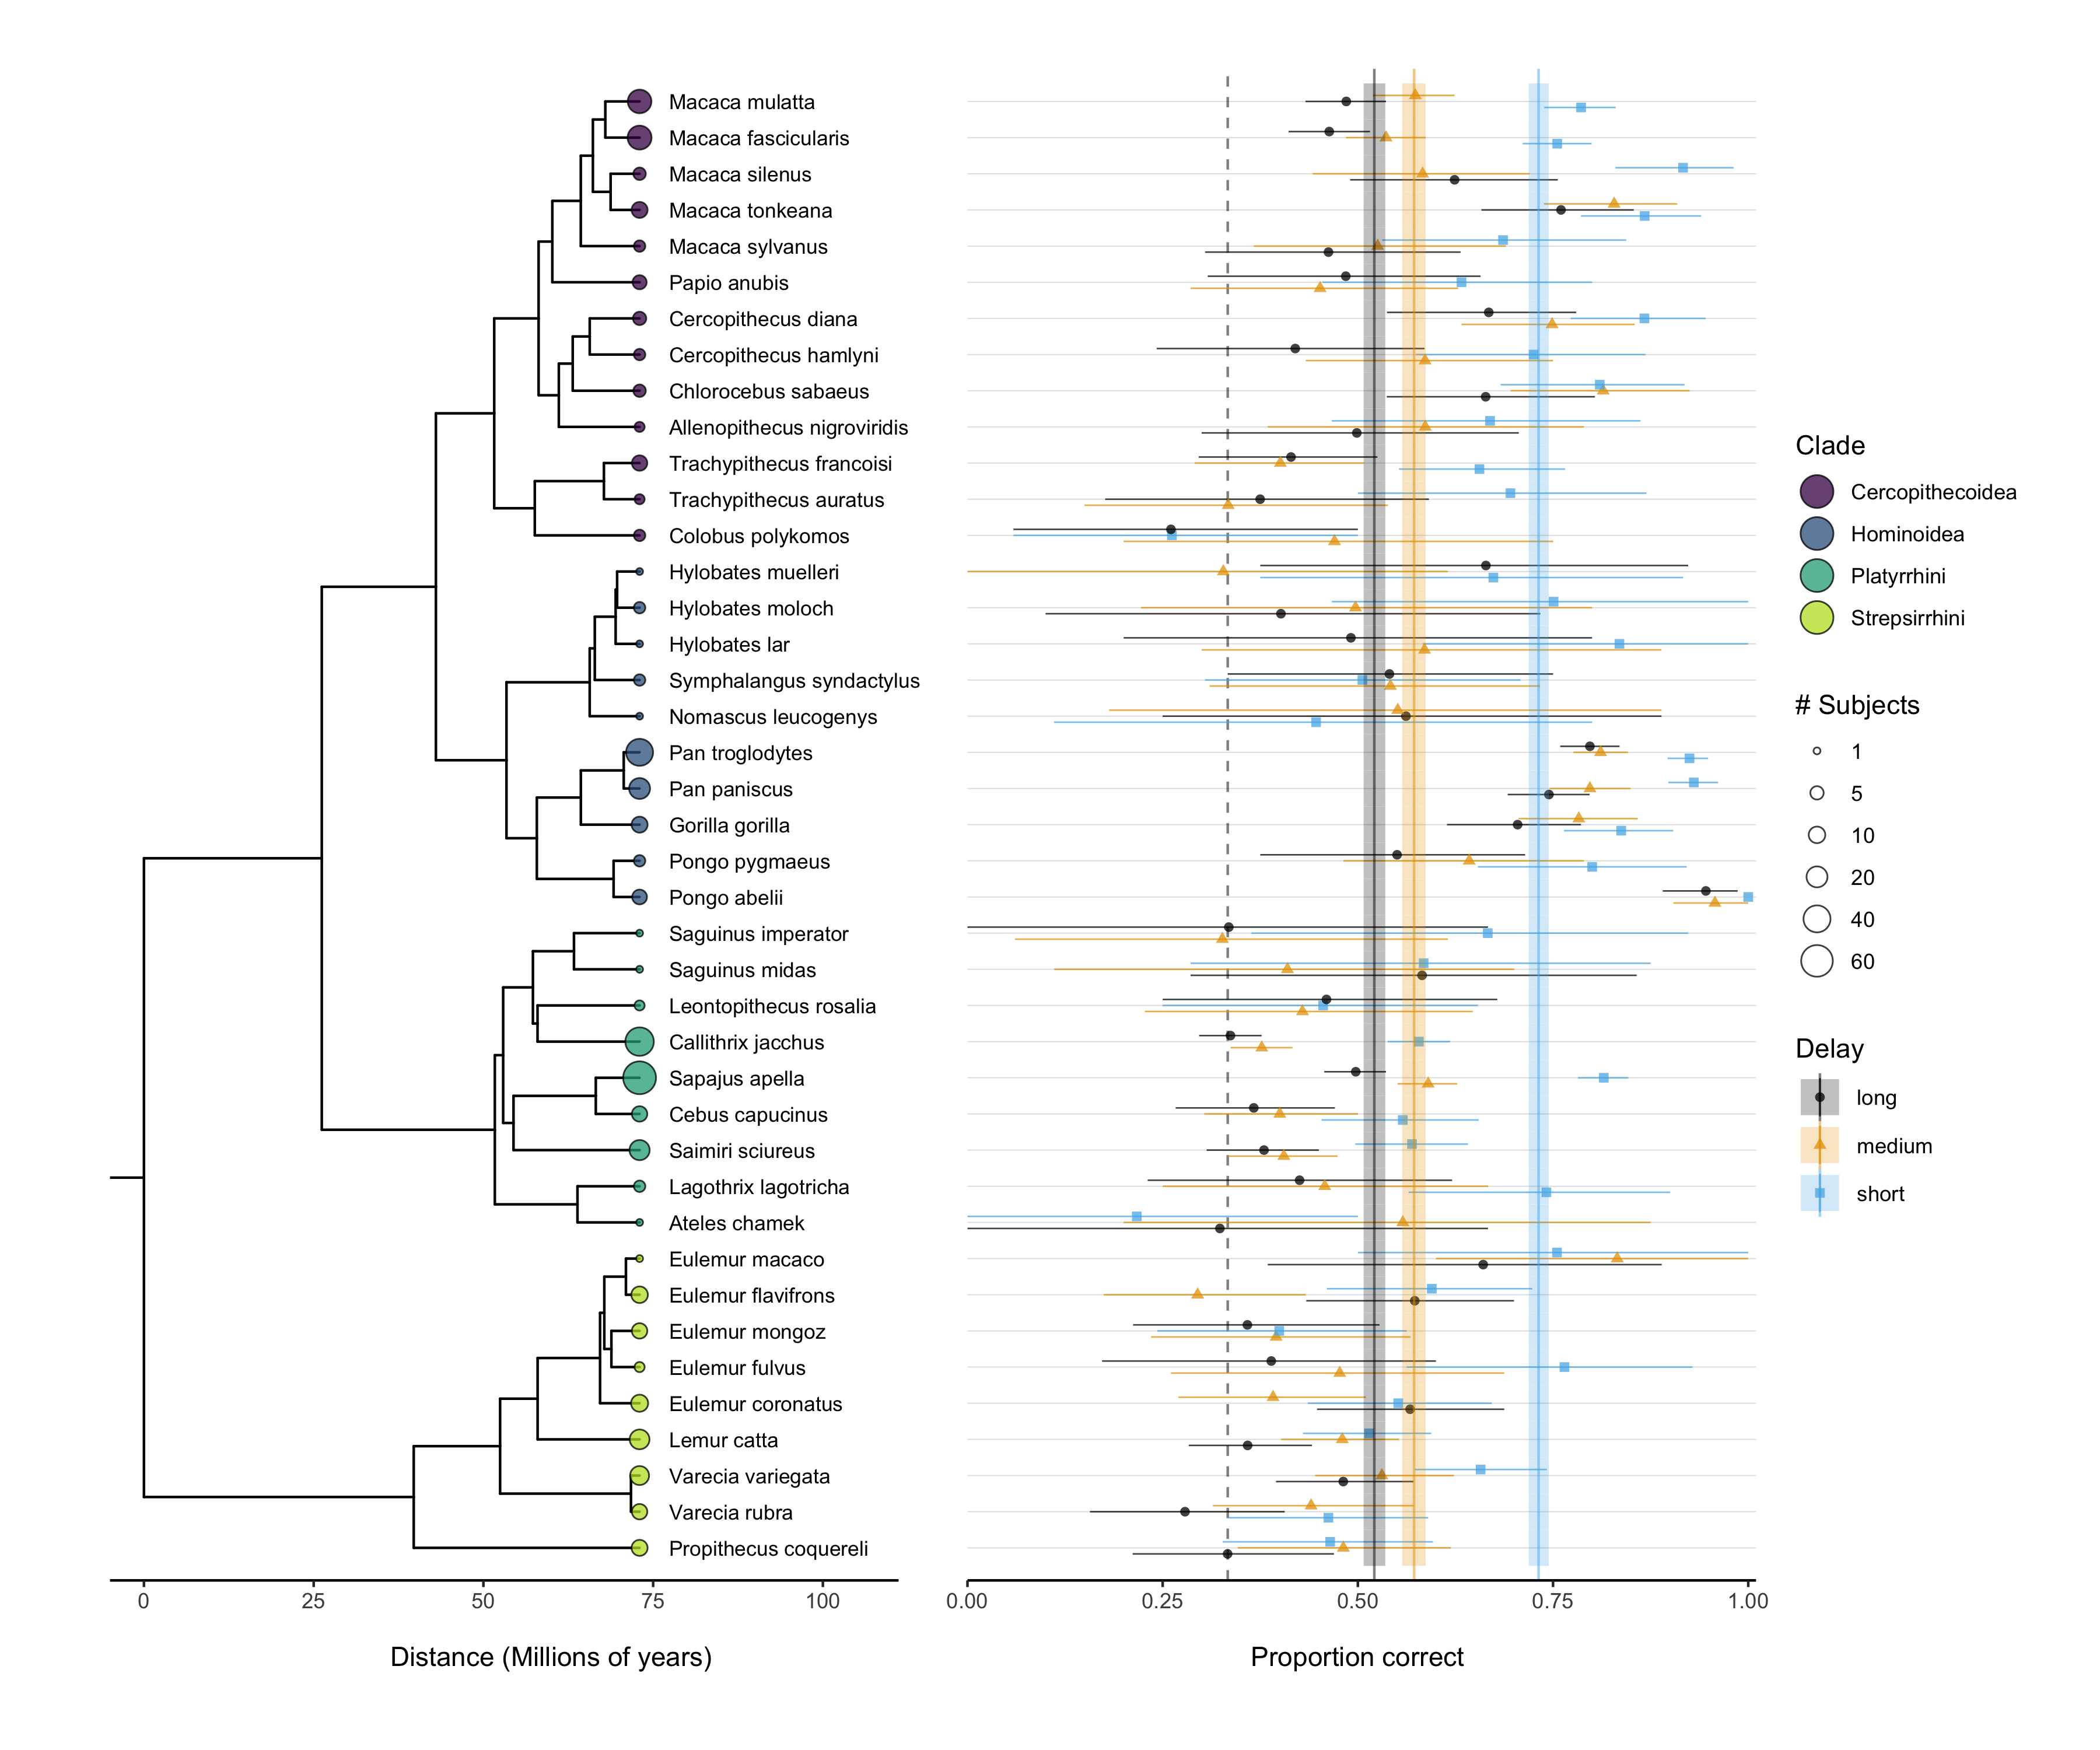 Macaca mulatta
Macaca fascicularis
Macaca silenus
Macaca tonkeana
Macaca sylvanus
Papio anubis
Cercopithecus diana
Cercopithecus hamlyni
Chlorocebus sabaeus
Allenopithecus nigroviridis
Trachypithecus francoisi
Trachypithecus auratus
Colobus polykomos
Hylobates muelleri
Hylobates moloch
Hylobates lar
Symphalangus syndactylus
Nomascus leucogenys
Pan troglodytes
Pan paniscus
Gorilla gorilla
Pongo pygmaeus
Pongo abelii
Saguinus imperator
Saguinus midas
Leontopithecus rosalia
Callithrix jacchus
Sapajus apella
Cebus capucinus
Saimiri sciureus
Lagothrix lagotricha
Ateles chamek
Eulemur macaco
Eulemur flavifrons
Eulemur mongoz
Eulemur fulvus
Eulemur coronatus
Lemur catta
Varecia variegata
Varecia rubra
Propithecus coquereli
0 25 50 75 100
Distance (Millions of years)
0.00 0.25 0.50 0.75 1.00
Proportion correct
Clade
Cercopithecoidea
Hominoidea
Platyrrhini
Strepsirrhini
# Subjects
1
5
10
20
40
60
Delay
long
medium
short